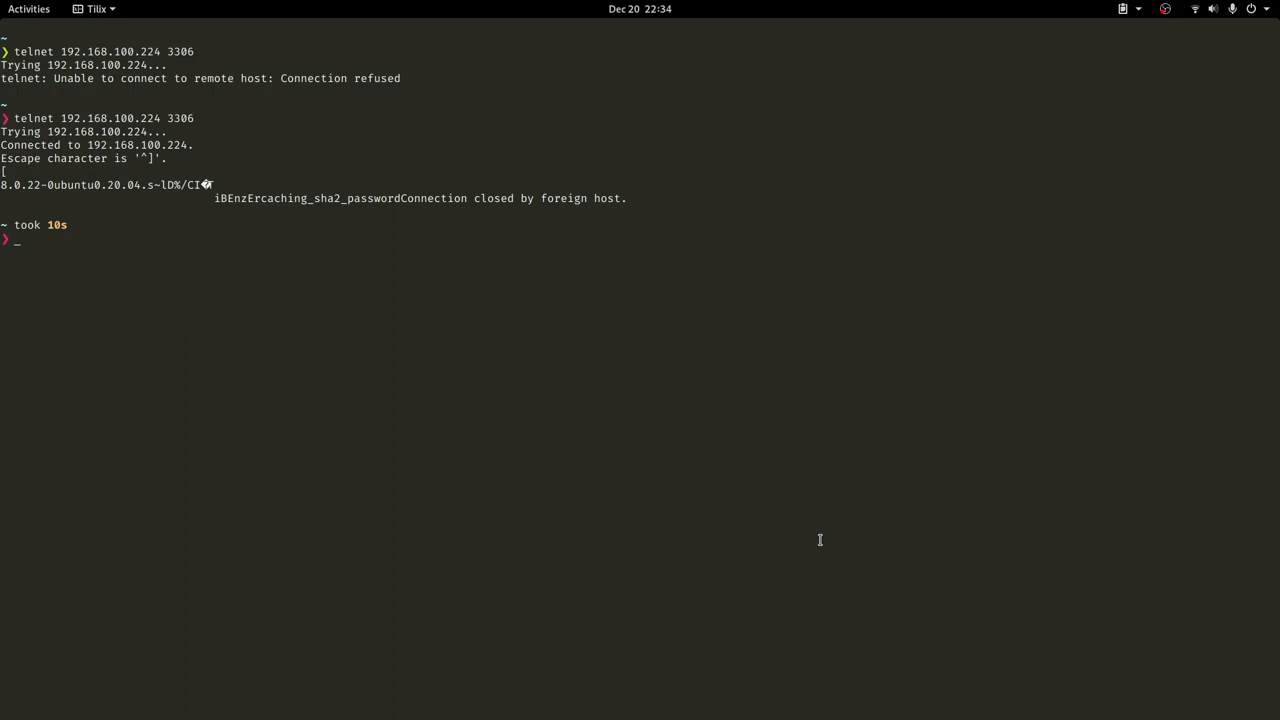 Activities Tilix Dec 20 22:34
~
❯ telnet 192.168.100.224 3306
Trying 192.168.100.224...
telnet: Unable to connect to remote host: Connection refused
~
❯ telnet 192.168.100.224 3306
Trying 192.168.100.224...
Connected to 192.168.100.224.
Escape character is '^]'.
[
8.0.22-0ubuntu0.20.04.s~lD%/CI�T
iBEnzErcaching_sha2_passwordConnection closed by foreign host.
~ took 10s
❯ _